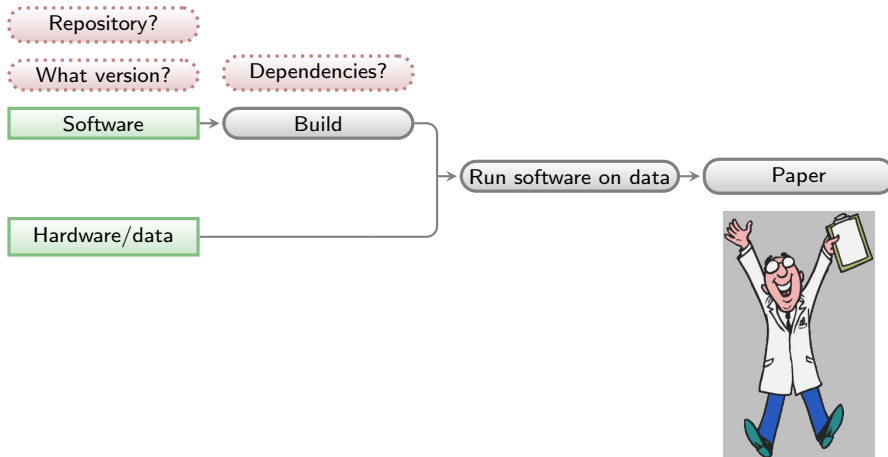 Repository?
What version?
Dependencies?
Software
Build
Run software on data
Paper
Hardware/data